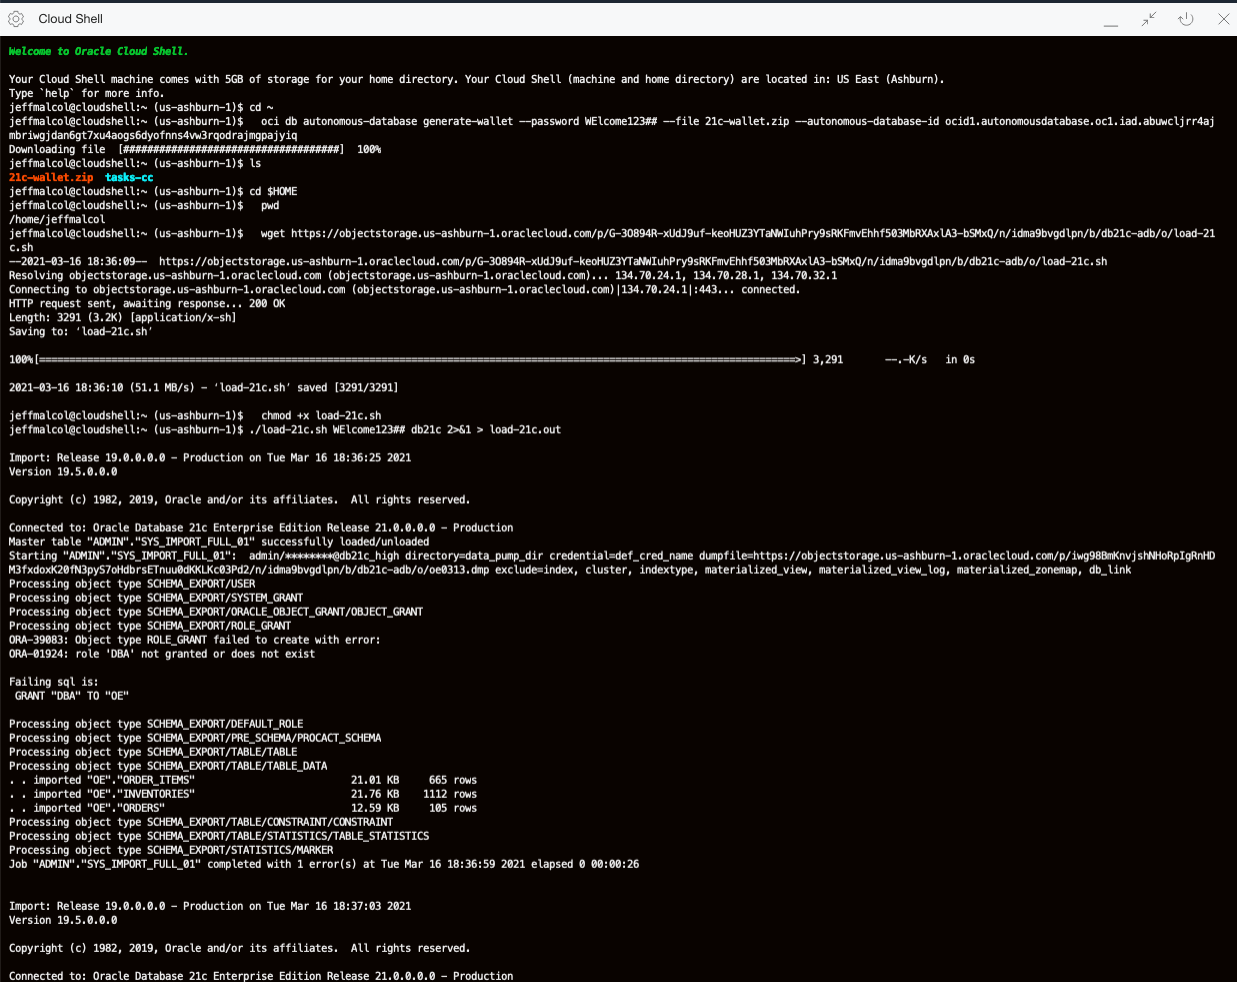 Cloud Shell
Welcome to Oracle Cloud Shell.
Your Cloud Shell machine comes with 5GB of storage for your home directory. Your Cloud Shell (machine and home directory) are located in: US East (Ashburn).
Type `help` for more info.
jeffmalcol@cloudshell:~ (us-ashburn-1)$ cd ~
jeffmalcol@cloudshell:~ (us-ashburn-1)$   oci db autonomous-database generate-wallet --password WElcome123## --file 21c-wallet.zip --autonomous-database-id ocid1.autonomousdatabase.oc1.iad.abuwcljrr4aj
mbriwgjdan6gt7xu4aogs6dyofnns4vw3rqodrajmgpajyiq
Downloading file  [####################################]  100%
jeffmalcol@cloudshell:~ (us-ashburn-1)$ ls
21c-wallet.zip  tasks-cc
jeffmalcol@cloudshell:~ (us-ashburn-1)$ cd $HOME
jeffmalcol@cloudshell:~ (us-ashburn-1)$   pwd
/home/jeffmalcol
jeffmalcol@cloudshell:~ (us-ashburn-1)$   wget https://objectstorage.us-ashburn-1.oraclecloud.com/p/G-3O894R-xUdJ9uf-keoHUZ3YTaNWIuhPry9sRKFmvEhhf503MbRXAxlA3-bSMxQ/n/idma9bvgdlpn/b/db21c-adb/o/load-21
c.sh
--2021-03-16 18:36:09--  https://objectstorage.us-ashburn-1.oraclecloud.com/p/G-3O894R-xUdJ9uf-keoHUZ3YTaNWIuhPry9sRKFmvEhhf503MbRXAxlA3-bSMxQ/n/idma9bvgdlpn/b/db21c-adb/o/load-21c.sh
Resolving objectstorage.us-ashburn-1.oraclecloud.com (objectstorage.us-ashburn-1.oraclecloud.com)... 134.70.24.1, 134.70.28.1, 134.70.32.1
Connecting to objectstorage.us-ashburn-1.oraclecloud.com (objectstorage.us-ashburn-1.oraclecloud.com)|134.70.24.1|:443... connected.
HTTP request sent, awaiting response... 200 OK
Length: 3291 (3.2K) [application/x-sh]
Saving to: ‘load-21c.sh’
100%[==============================================================================================================================>] 3,291       --.-K/s   in 0s
2021-03-16 18:36:10 (51.1 MB/s) - ‘load-21c.sh’ saved [3291/3291]
jeffmalcol@cloudshell:~ (us-ashburn-1)$   chmod +x load-21c.sh
jeffmalcol@cloudshell:~ (us-ashburn-1)$ ./load-21c.sh WElcome123## db21c 2>&1 > load-21c.out
Import: Release 19.0.0.0.0 - Production on Tue Mar 16 18:36:25 2021
Version 19.5.0.0.0
Copyright (c) 1982, 2019, Oracle and/or its affiliates.  All rights reserved.
Connected to: Oracle Database 21c Enterprise Edition Release 21.0.0.0.0 - Production
Master table "ADMIN"."SYS_IMPORT_FULL_01" successfully loaded/unloaded
Starting "ADMIN"."SYS_IMPORT_FULL_01":  admin/********@db21c_high directory=data_pump_dir credential=def_cred_name dumpfile=https://objectstorage.us-ashburn-1.oraclecloud.com/p/iwg98BmKnvjshNHoRpIgRnHD
M3fxdoxK20fN3pyS7oHdbrsETnuu0dKKLKc03Pd2/n/idma9bvgdlpn/b/db21c-adb/o/oe0313.dmp exclude=index, cluster, indextype, materialized_view, materialized_view_log, materialized_zonemap, db_link
Processing object type SCHEMA_EXPORT/USER
Processing object type SCHEMA_EXPORT/SYSTEM_GRANT
Processing object type SCHEMA_EXPORT/ORACLE_OBJECT_GRANT/OBJECT_GRANT
Processing object type SCHEMA_EXPORT/ROLE_GRANT
ORA-39083: Object type ROLE_GRANT failed to create with error:
ORA-01924: role 'DBA' not granted or does not exist
Failing sql is:
 GRANT "DBA" TO "OE"
Processing object type SCHEMA_EXPORT/DEFAULT_ROLE
Processing object type SCHEMA_EXPORT/PRE_SCHEMA/PROCACT_SCHEMA
Processing object type SCHEMA_EXPORT/TABLE/TABLE
Processing object type SCHEMA_EXPORT/TABLE/TABLE_DATA
. . imported "OE"."ORDER_ITEMS"                          21.01 KB     665 rows
. . imported "OE"."INVENTORIES"                          21.76 KB    1112 rows
. . imported "OE"."ORDERS"                               12.59 KB     105 rows
Processing object type SCHEMA_EXPORT/TABLE/CONSTRAINT/CONSTRAINT
Processing object type SCHEMA_EXPORT/TABLE/STATISTICS/TABLE_STATISTICS
Processing object type SCHEMA_EXPORT/STATISTICS/MARKER
Job "ADMIN"."SYS_IMPORT_FULL_01" completed with 1 error(s) at Tue Mar 16 18:36:59 2021 elapsed 0 00:00:26
Import: Release 19.0.0.0.0 - Production on Tue Mar 16 18:37:03 2021
Version 19.5.0.0.0
Copyright (c) 1982, 2019, Oracle and/or its affiliates.  All rights reserved.
Connected to: Oracle Database 21c Enterprise Edition Release 21.0.0.0.0 - Production